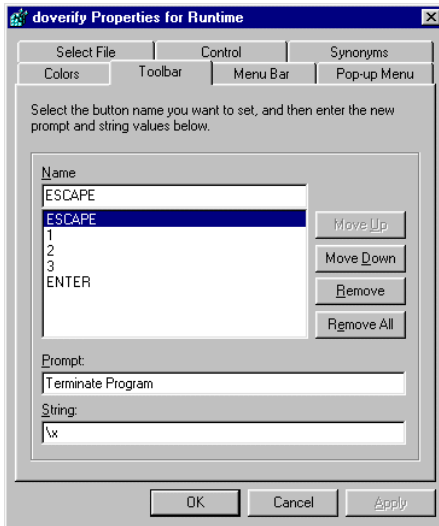 doverify Properties for Runtime
Select File Control Synonyms
Colors Toolbar Menu Bar Pop-up Menu
Select the button name you want to set, and then enter the new
prompt and string values below.
Name
ESCAPE
ESCAPE
1
2
3
ENTER
Move Up
Move Down
Remove
Remove All
Prompt:
Terminate Program
String:
\x
OK Cancel Apply